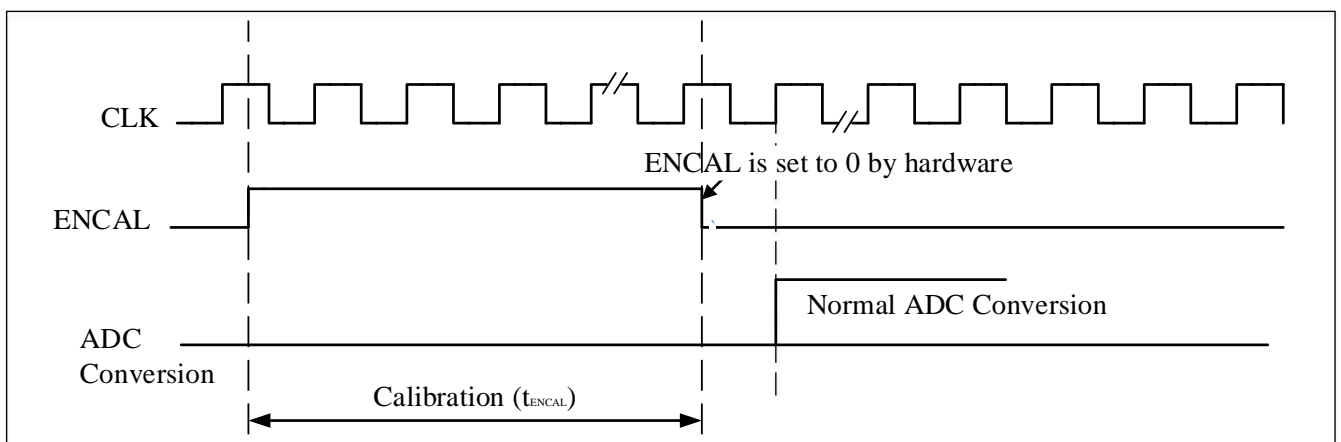 CLK
ENCAL is set to 0 by hardware
ENCAL
Normal ADC Conversion
ADC
Conversion
Calibration (tENCAL)